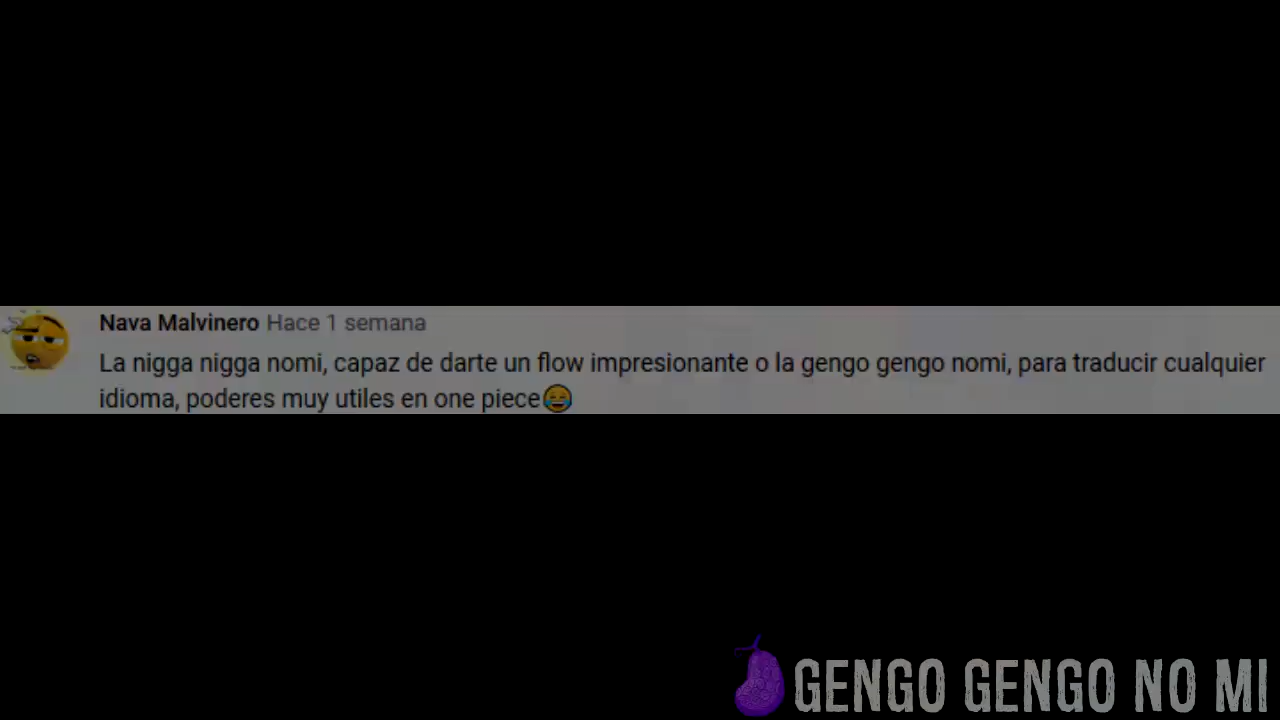 Nava Malvinero Hace 1 semana
La nigga nigga nomi, capaz de darte un flow impresionante o la gengo gengo nomi, para traducir cualquier
idioma, poderes muy utiles en one piece😂
GENGO GENGO NO MI